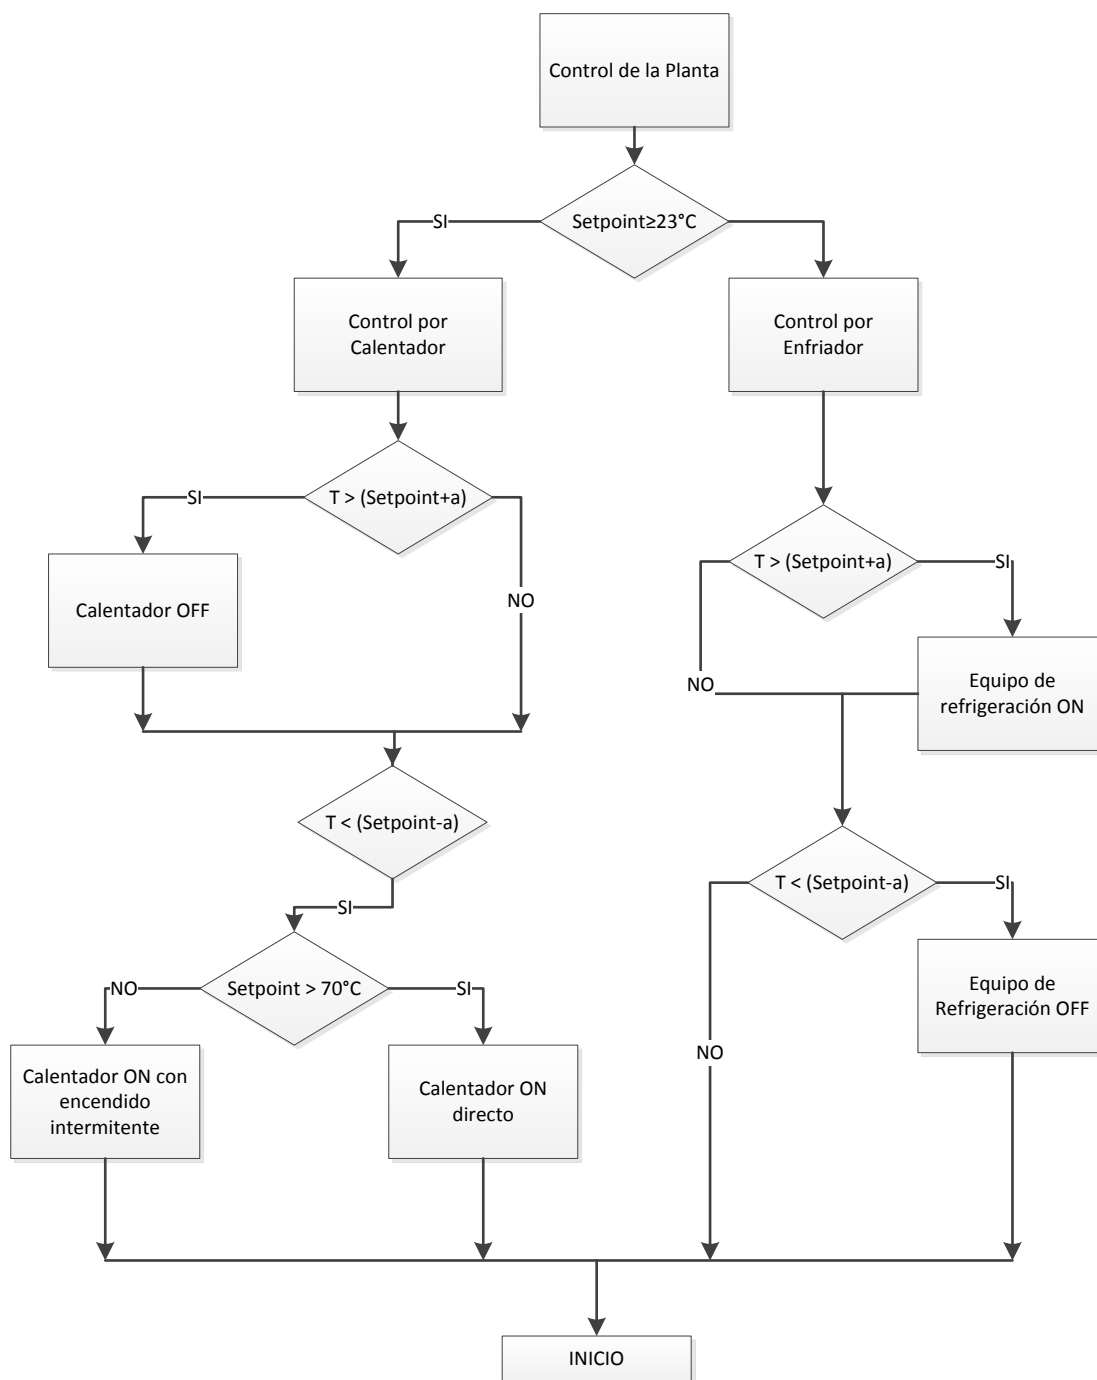 Control de la Planta
Setpoint≥23°C
SI
Control por
Calentador
Control por
Enfriador
T > (Setpoint+a)
SI
NO
Calentador OFF
T > (Setpoint+a)
SI
NO
Equipo de
refrigeración ON
T < (Setpoint-a)
SI
T < (Setpoint-a)
SI
NO
Setpoint > 70°C
NO
SI
Equipo de
Refrigeración OFF
Calentador ON con
encendido
intermitente
Calentador ON
directo
INICIO